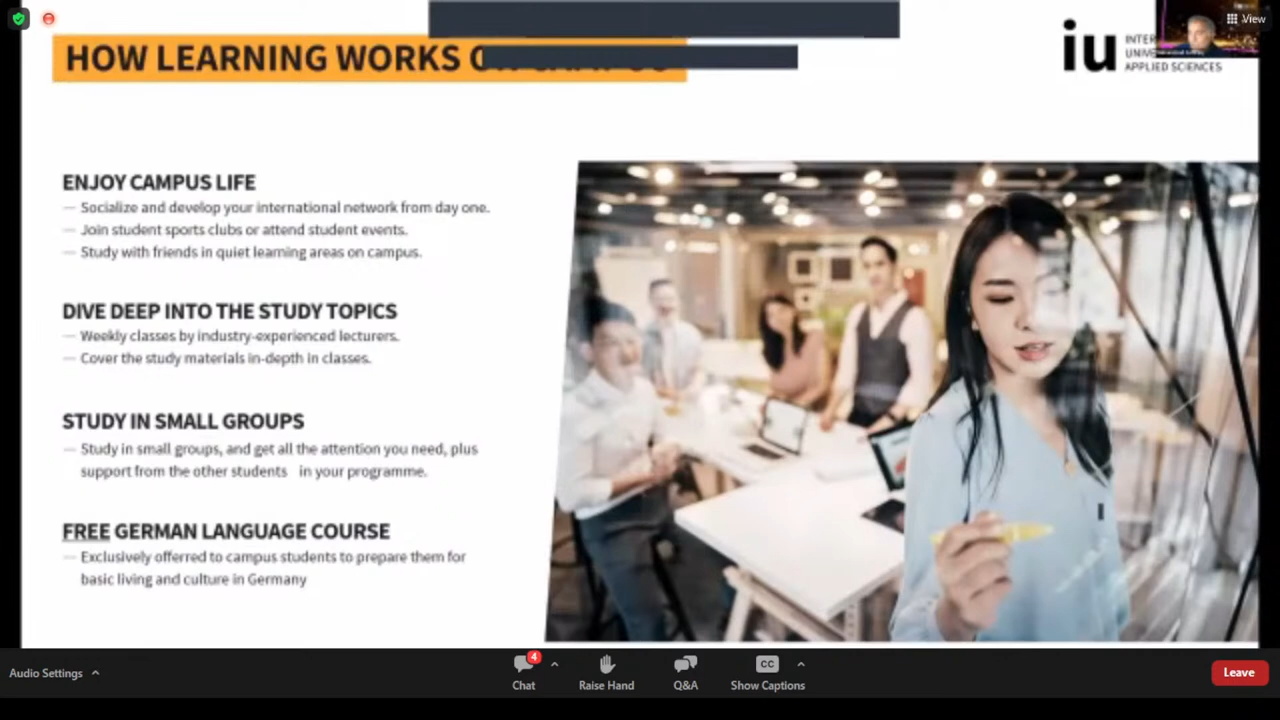 View
HOW LEARNING WORKS
iu
APPLIED SCIENCES
ENJOY CAMPUS LIFE
— Socialize and develop your international network from day one.
— Join student sports clubs or attend student events.
— Study with friends in quiet learning areas on campus.
DIVE DEEP INTO THE STUDY TOPICS
— Weekly classes by industry-experienced lecturers.
— Cover the study materials in-depth in classes.
STUDY IN SMALL GROUPS
— Study in small groups, and get all the attention you need, plus
support from the other students in your programme.
FREE GERMAN LANGUAGE COURSE
— Exclusively offerred to campus students to prepare them for
basic living and culture in Germany
Audio Settings
4
Chat
Raise Hand
Q&A
CC
Show Captions
Leave